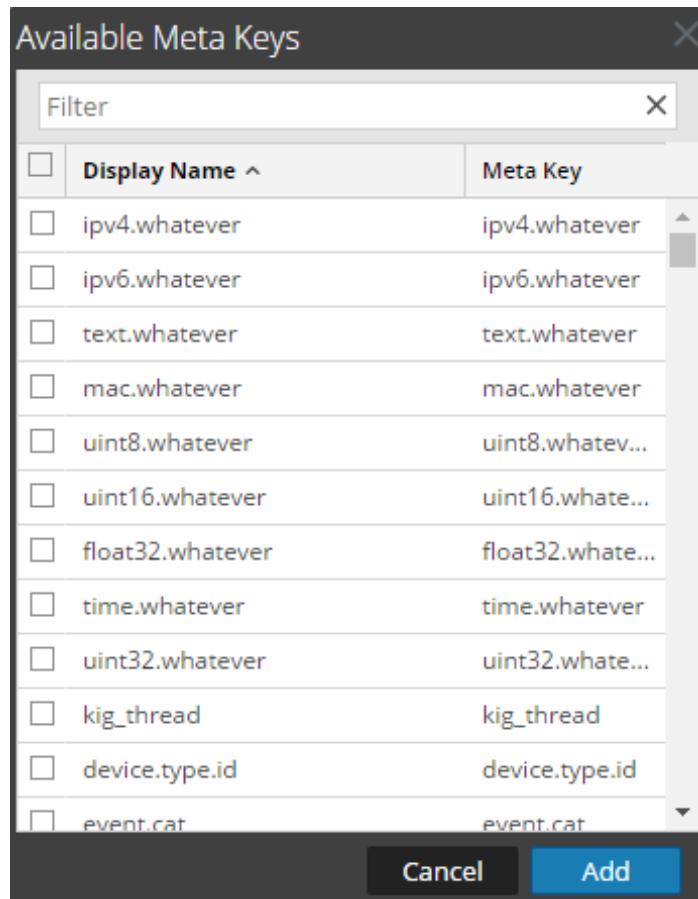 Available Meta Keys
Filter
Display Name Meta Key
ipv4.whatever ipv4.whatever
ipv6.whatever ipv6.whatever
text.whatever text.whatever
mac.whatever mac.whatever
uint8.whatever uint8.whatev...
uint16.whatever uint16.whate...
float32.whatever float32.whate...
time.whatever time.whatever
uint32.whatever uint32.whate...
kig_thread kig_thread
device.type.id device.type.id
event.cat event.cat
Cancel Add